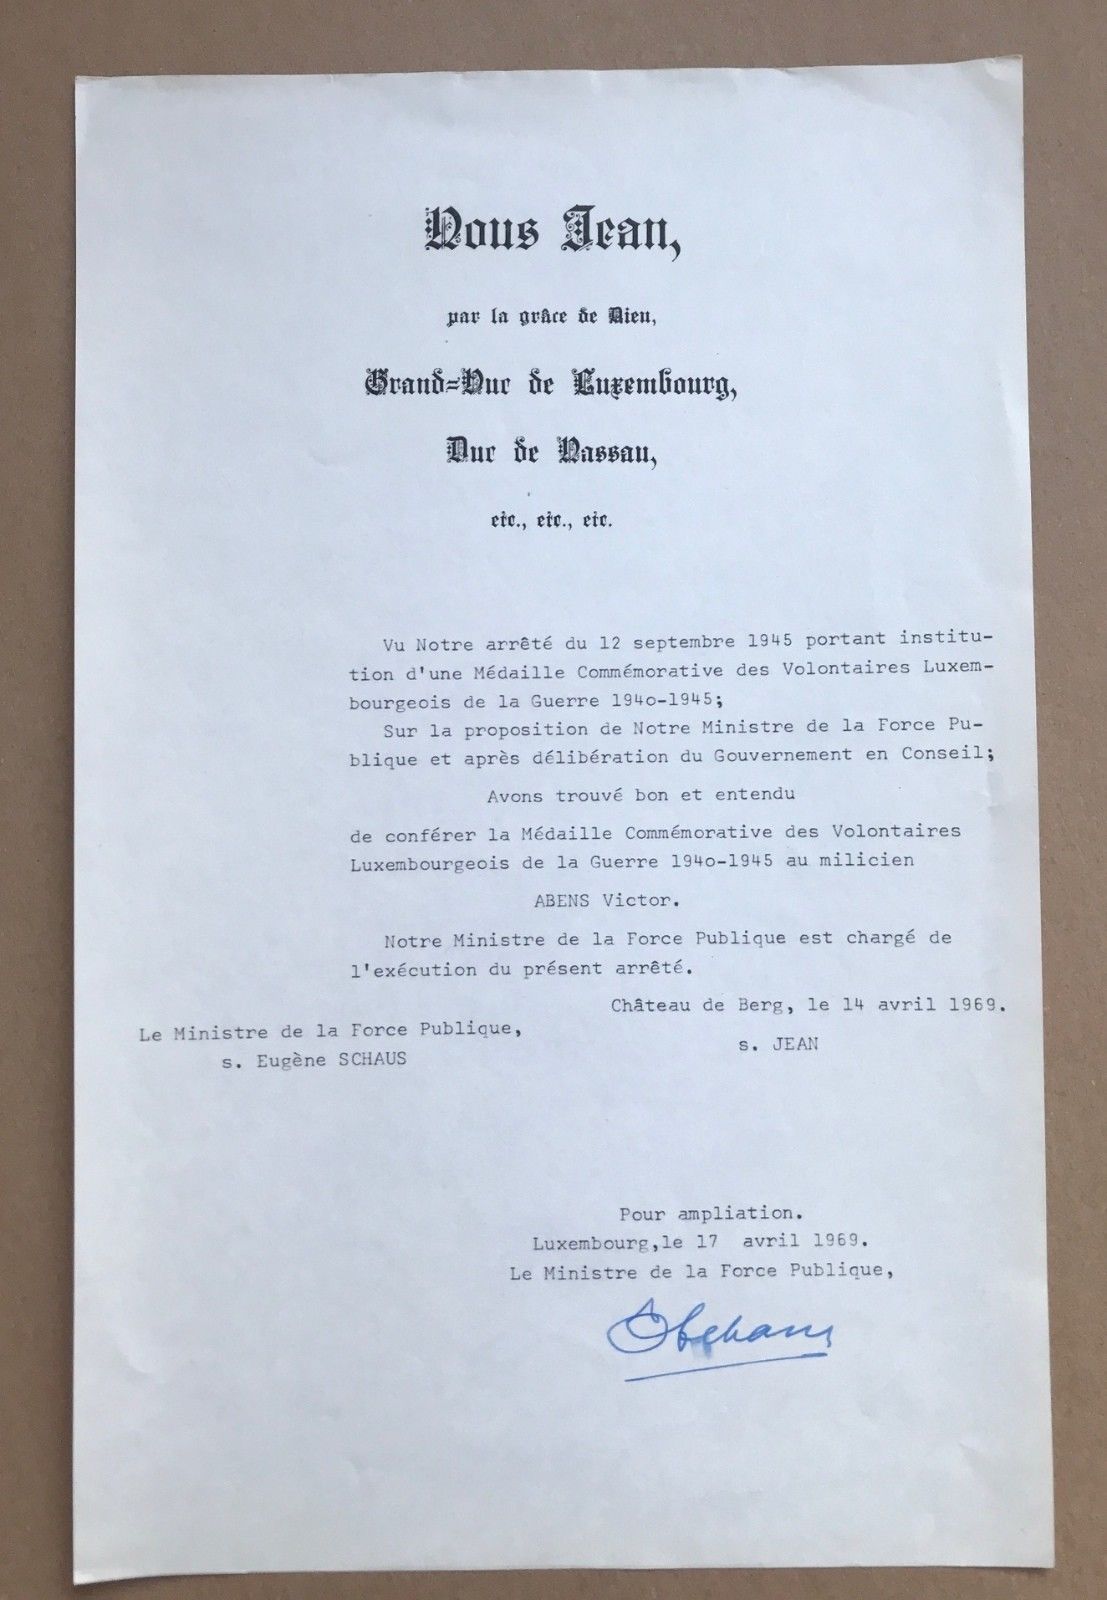 Nous Jean,
par la grâce de Dieu,
Grand=Duc de Luxembourg,
Duc de Nassau,
etc., etc., etc.
Vu Notre arrêté du 12 septembre 1945 portant institu-
tion d'une Médaille Commémorative des Volontaires Luxem-
bourgeois de la Guerre 194o-1945;
Sur la proposition de Notre Ministre de la Force Pu-
blique et après délibération du Gouvernement en Conseil;
Avons trouvé bon et entendu
de conférer la Médaille Commémorative des Volontaires
Luxembourgeois de la Guerre 194o-1945 au milicien
ABENS Victor.
Notre Ministre de la Force Publique est chargé de
l'exécution du présent arrêté.
Château de Berg, le 14 avril 1969.
Le Ministre de la Force Publique,
s. JEAN
s. Eugène SCHAUS
Pour ampliation.
Luxembourg,le 17 avril 1969.
Le Ministre de la Force Publique,